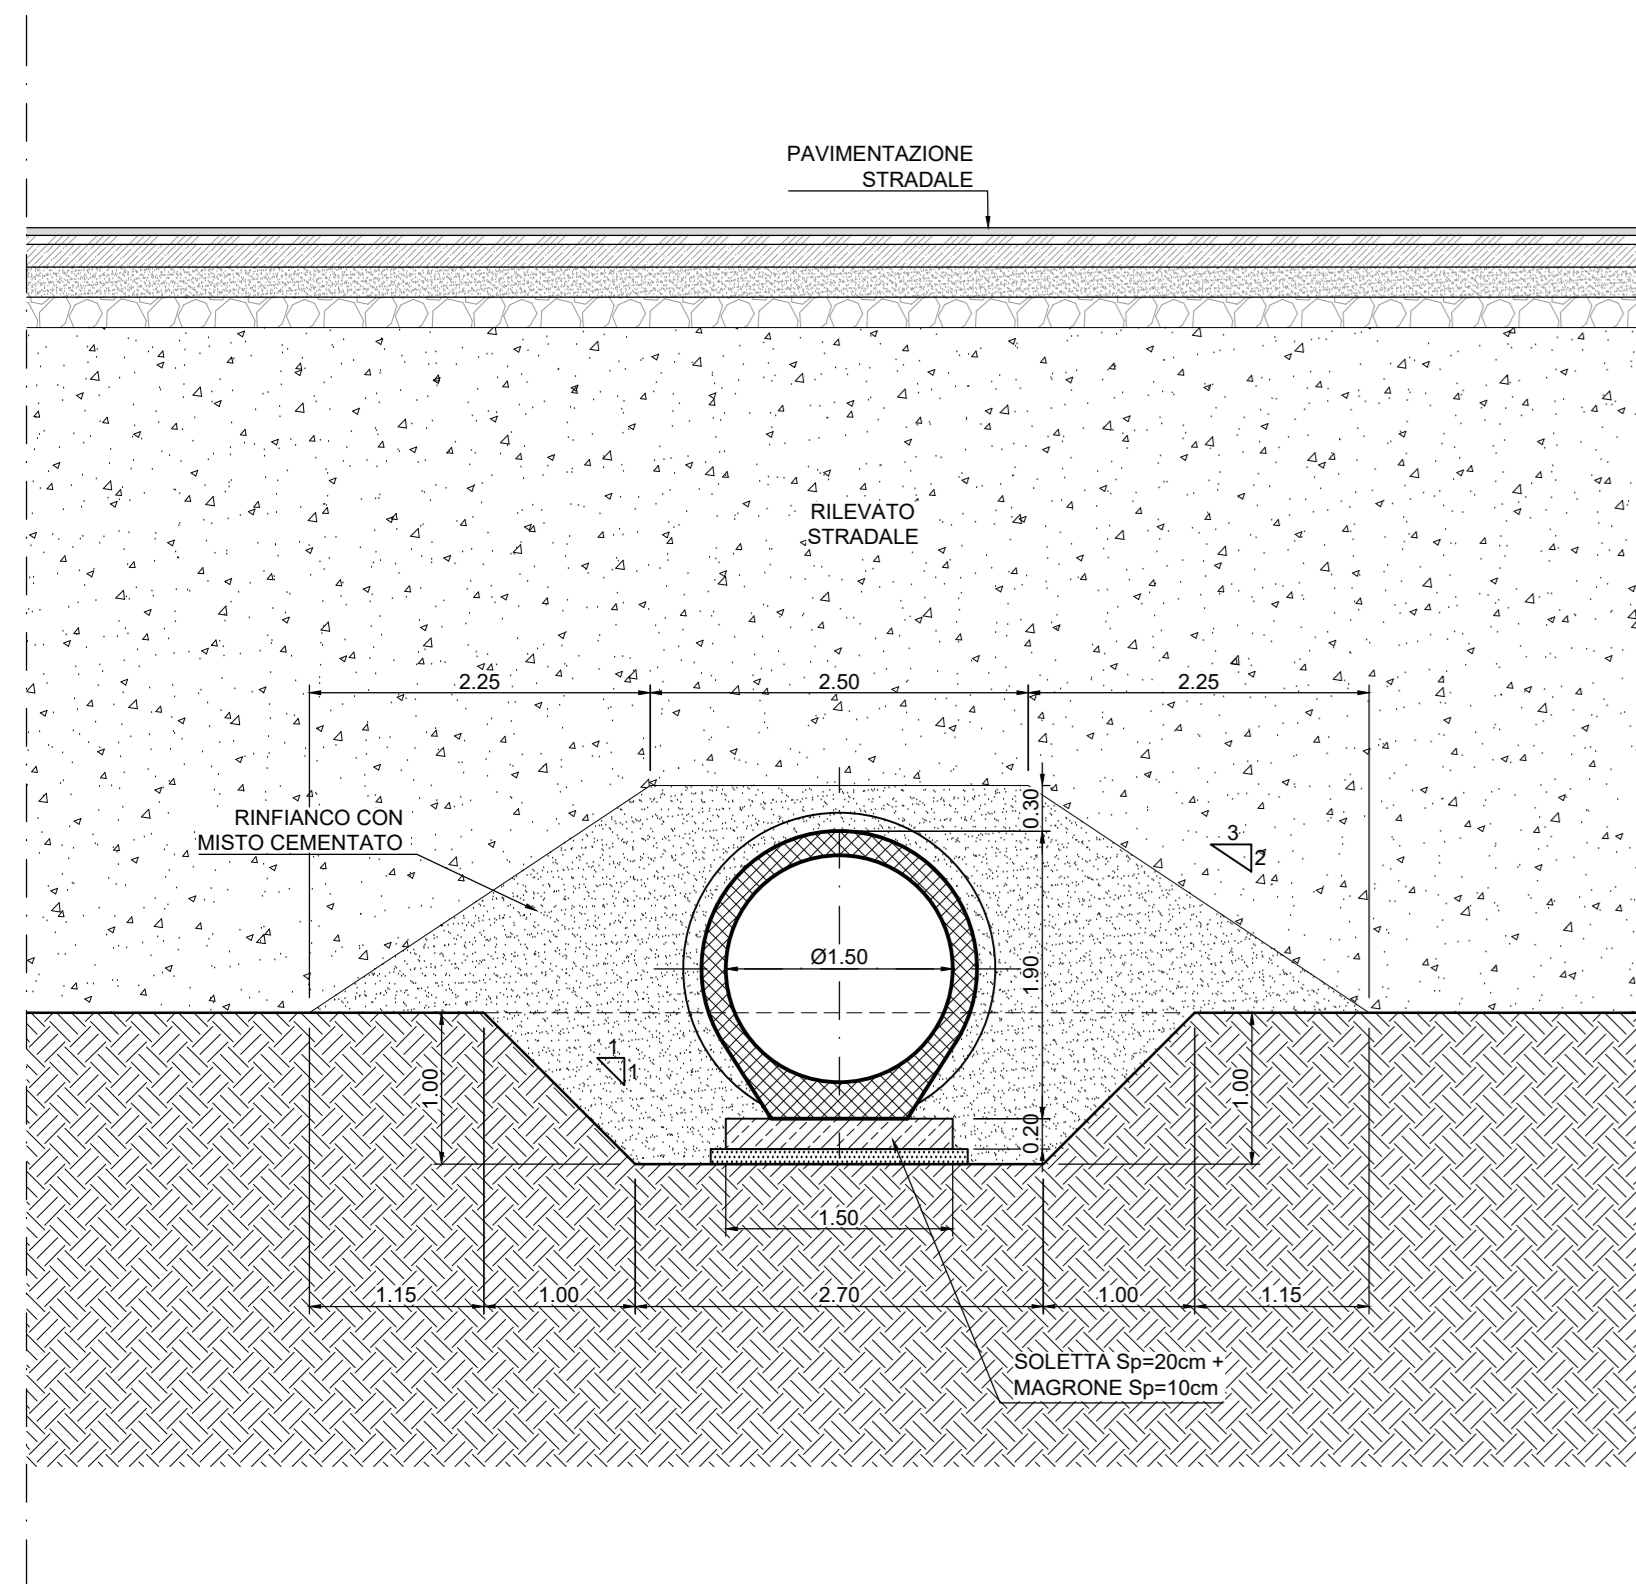 PAVIMENTAZIONE
STRADALE
RILEVATO
STRADALE
2.25
2.50
2.25
0.30
RINFIANCO CON
MISTO CEMENTATO
3
2
Ø1.50
1.90
1
1
1.00
1.00
0.20
1.50
1.15
1.00
2.70
1.00
1.15
SOLETTA Sp=20cm +
MAGRONE Sp=10cm